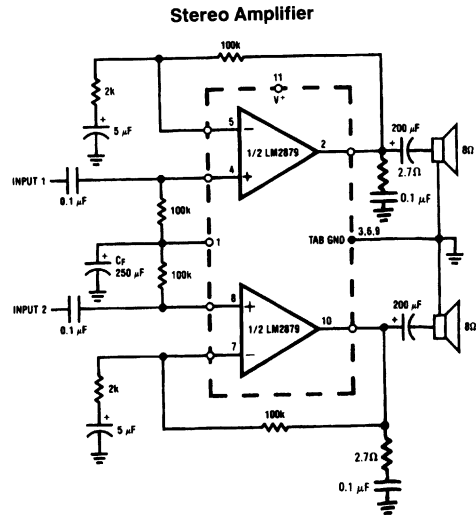 Stereo Amplifier
100k
11
V+
2k
5 μF
5
−
1/2 LM2879
2
200 μF
+
8Ω
2.7Ω
0.1 μF
INPUT 1
0.1 μF
4
+
100k
1
TAB GND
3,6,9
CF
250 μF
+
100k
INPUT 2
0.1 μF
8
+
1/2 LM2879
10
200 μF
+
8Ω
7
−
2k
+
5 μF
100k
2.7Ω
0.1 μF